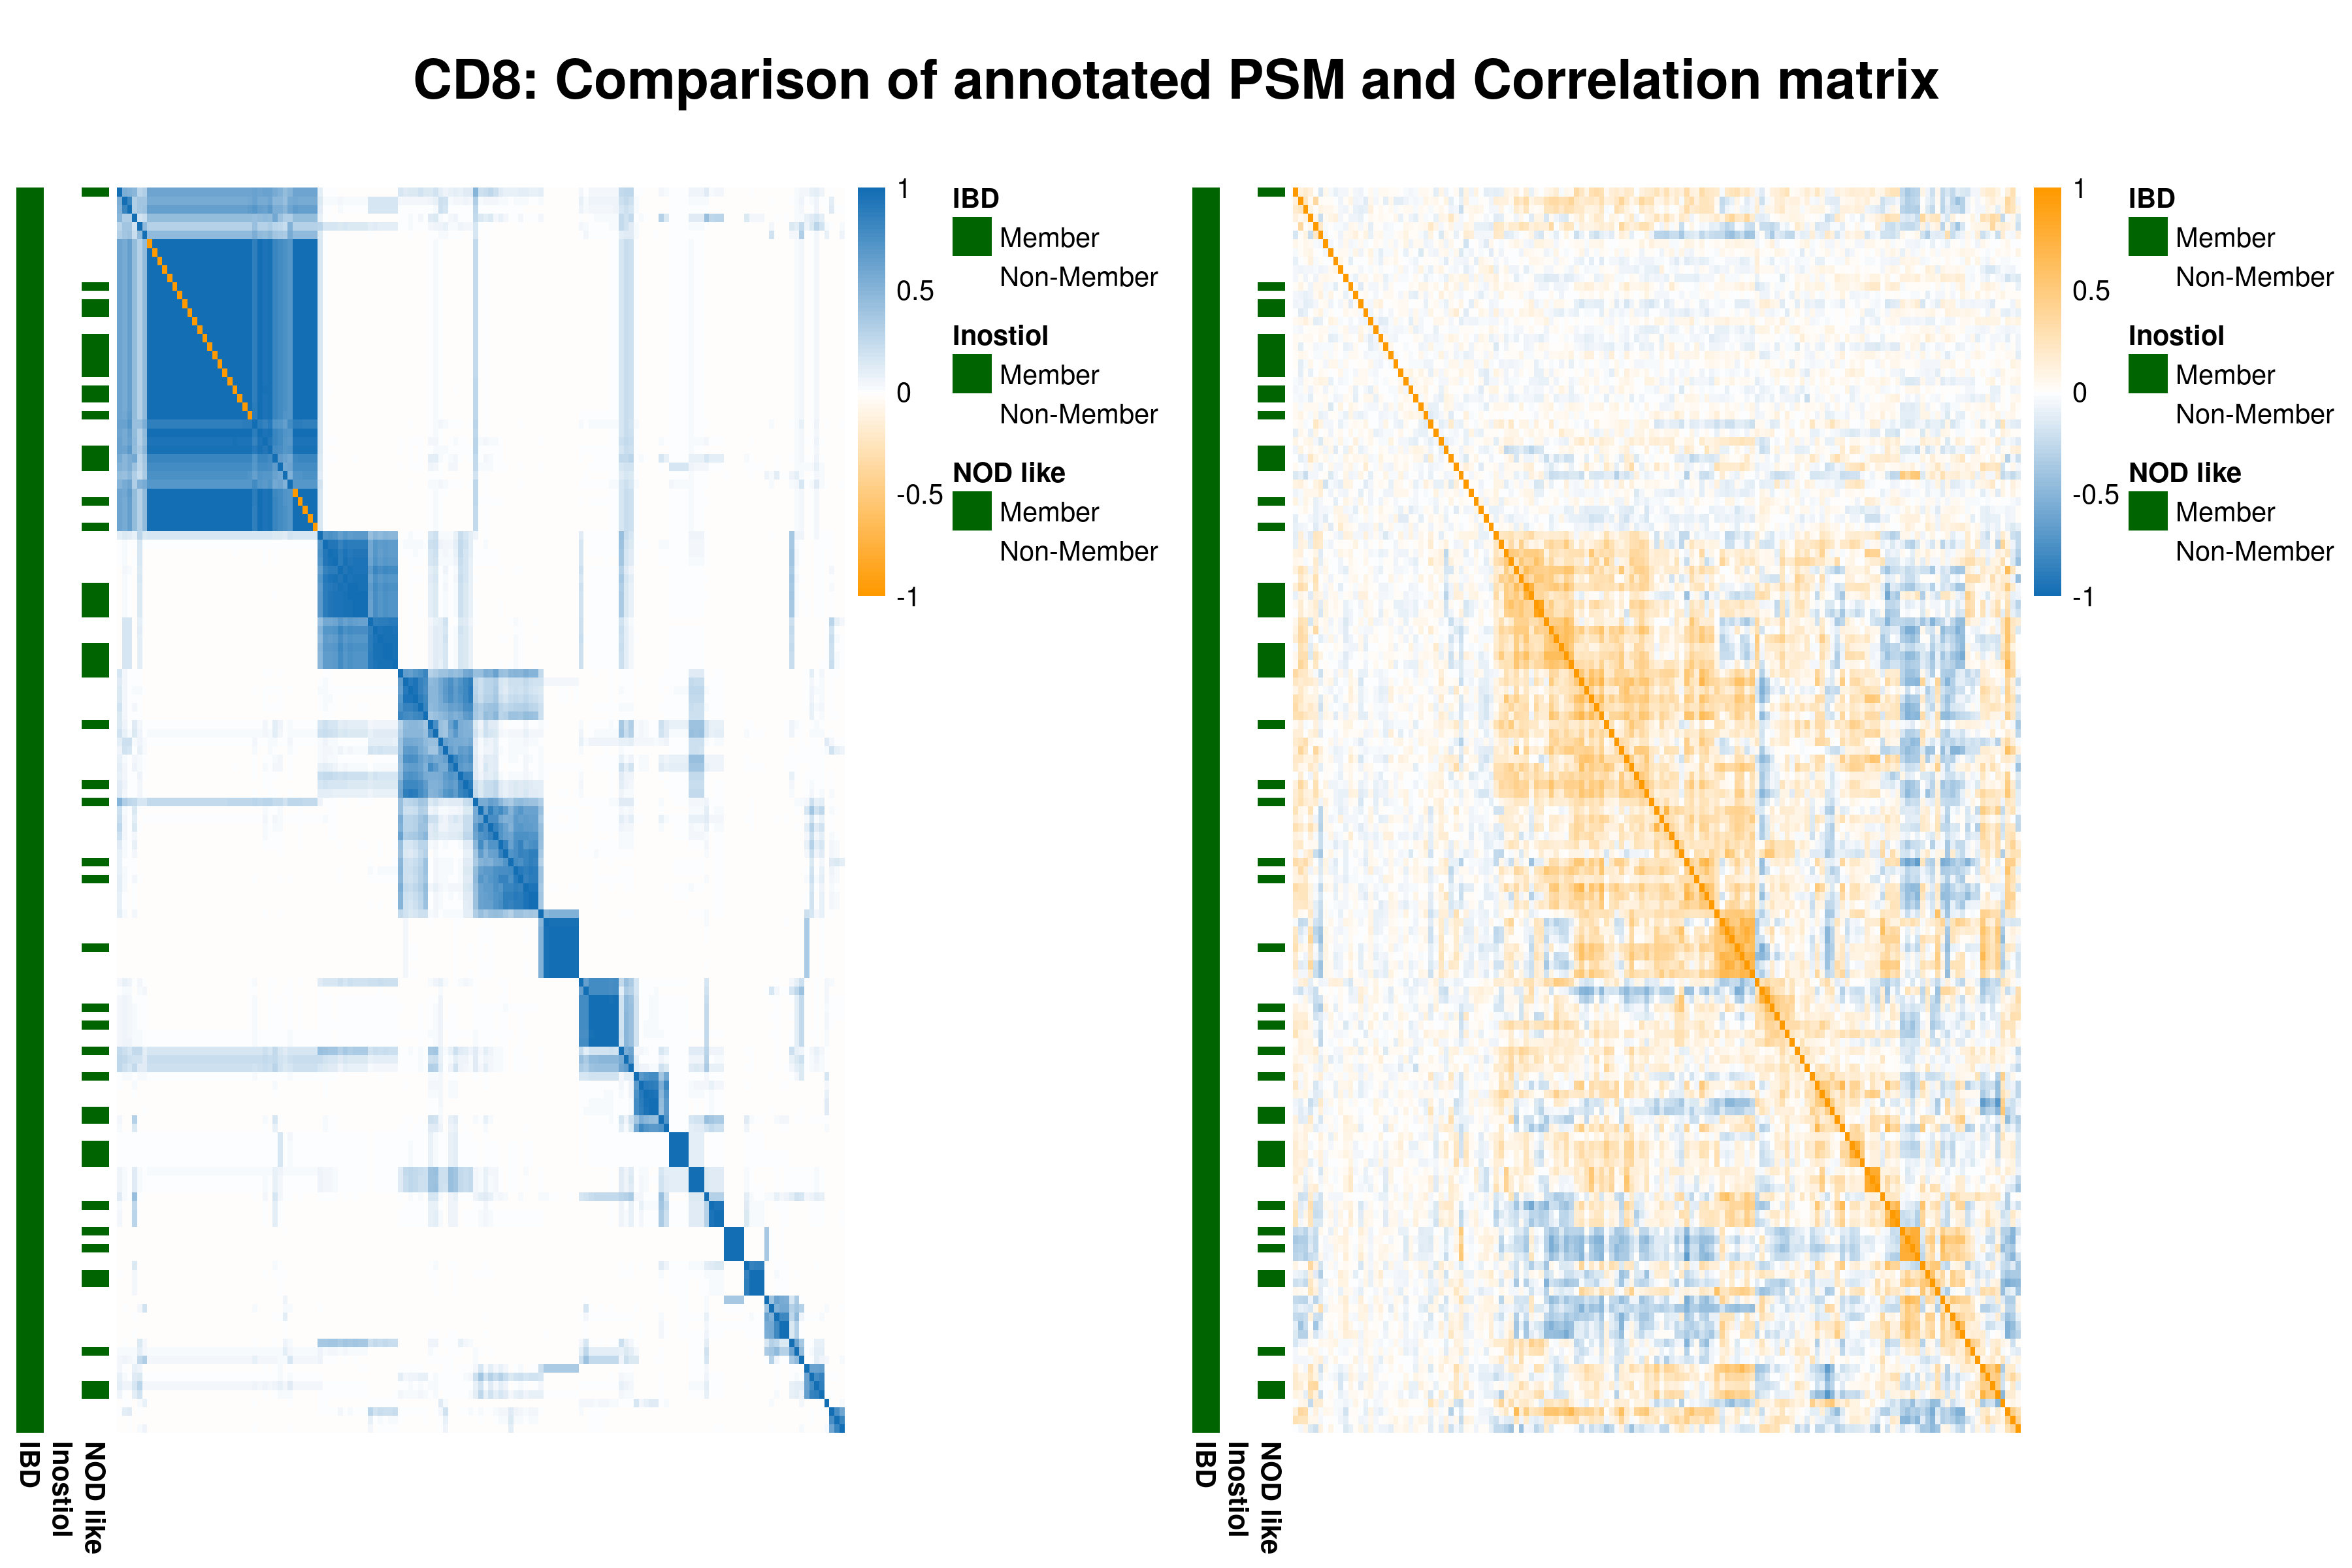 CD8: Comparison of annotated PSM and Correlation matrix
1
0.5
0
-0.5
-1
IBD
Member
Non-Member
Inostiol
Member
Non-Member
NOD like
Member
Non-Member
IBD
Inostiol
NOD like
1
0.5
0
-0.5
-1
IBD
Member
Non-Member
Inostiol
Member
Non-Member
NOD like
Member
Non-Member
IBD
Inostiol
NOD like